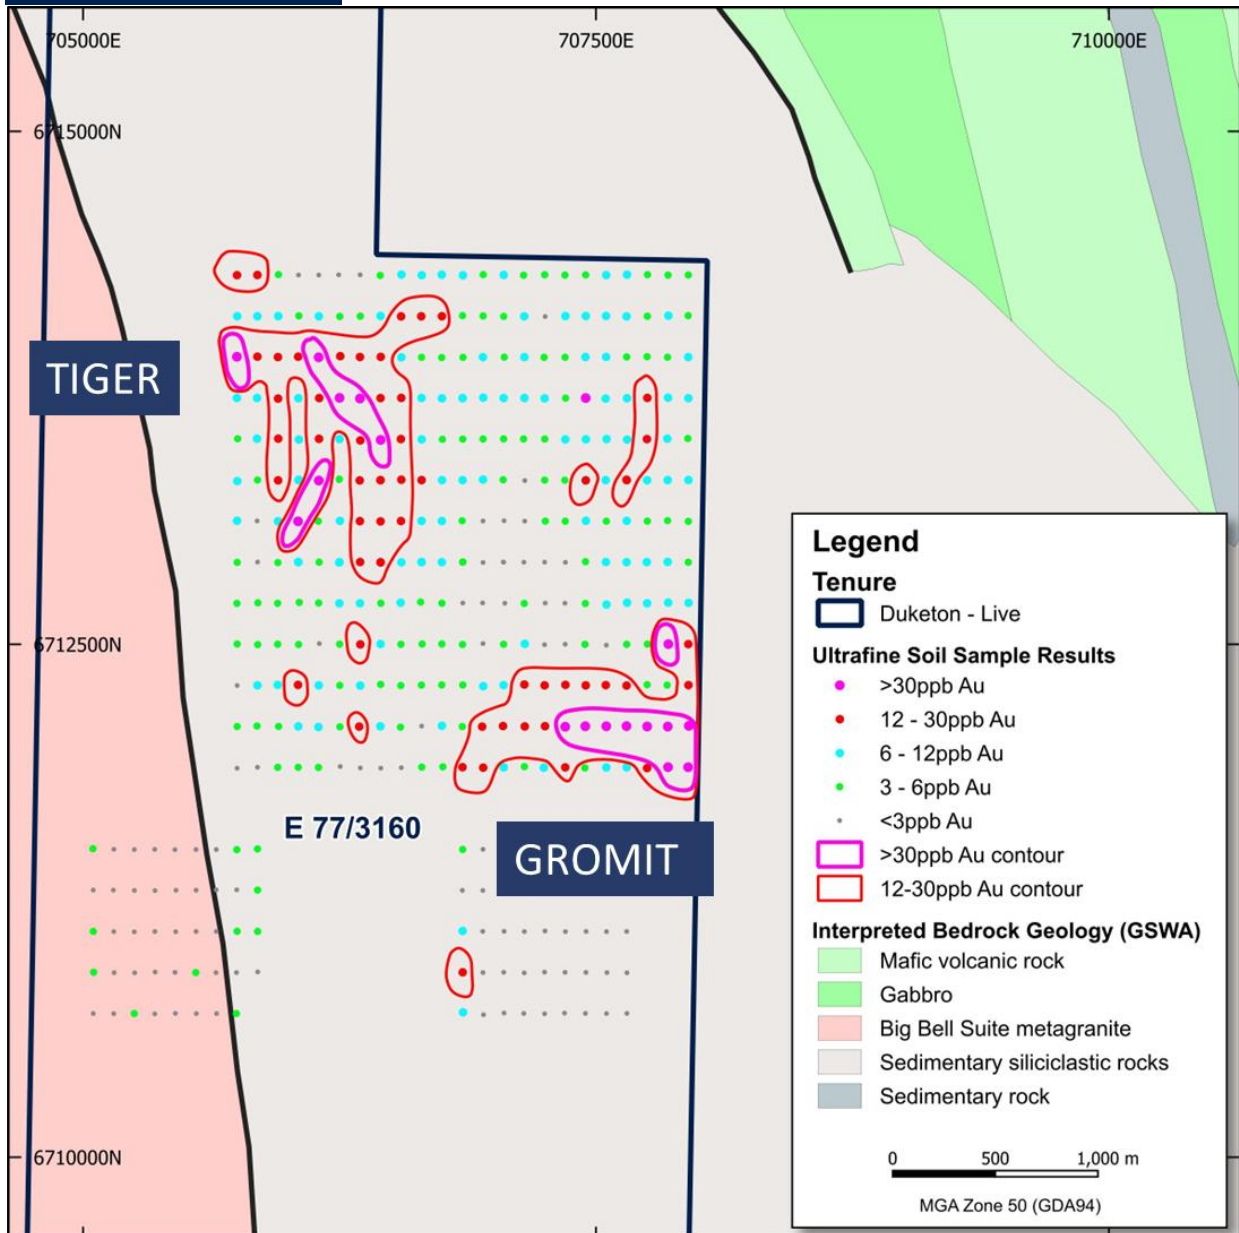 705000E
707500E
710000E
6715000N
TIGER
6712500N
E 77/3160
GROMIT
6710000N
Legend
Tenure
Duketon - Live
Ultrafine Soil Sample Results
>30ppb Au
12 - 30ppb Au
6 - 12ppb Au
3 - 6ppb Au
<3ppb Au
>30ppb Au contour
12-30ppb Au contour
Interpreted Bedrock Geology (GSWA)
Mafic volcanic rock
Gabbro
Big Bell Suite metagranite
Sedimentary siliciclastic rocks
Sedimentary rock
0 500 1,000 m
MGA Zone 50 (GDA94)